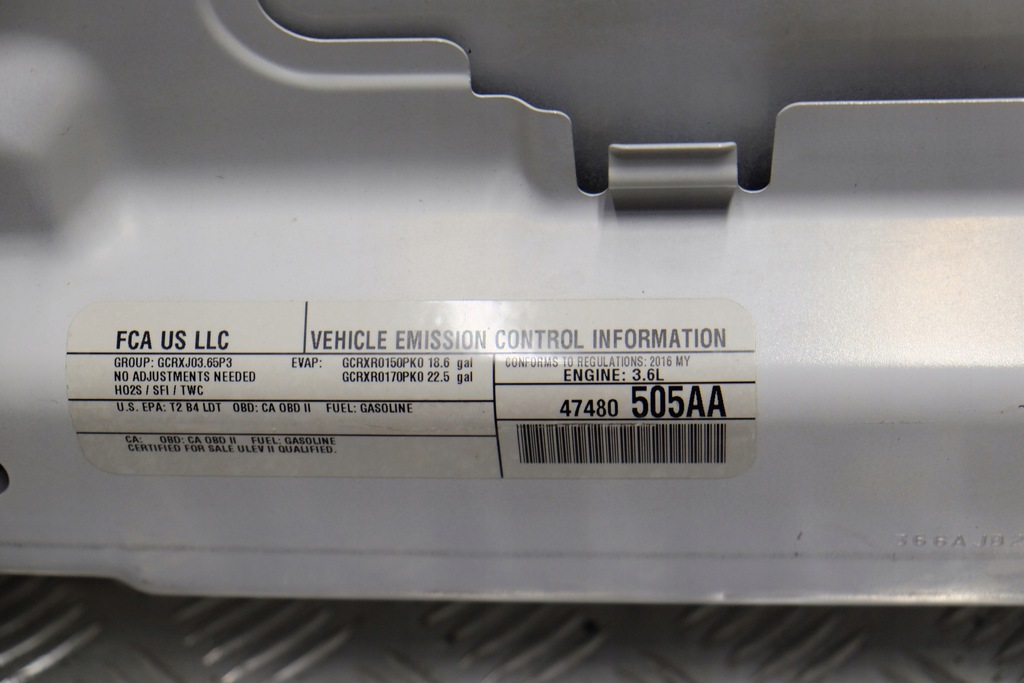 FCA US LLC
VEHICLE EMISSION CONTROL INFORMATION
GROUP: GCRXJ03.65P3 EVAP: GCRXR0150PK0 18.6 gal
NO ADJUSTMENTS NEEDED GCRXR0170PK0 22.5 gal
HO2S / SFI / TWC
CONFORMS TO REGULATIONS: 2016 MY
ENGINE: 3.6L
U.S. EPA: T2 B4 LDT OBD: CA OBD II FUEL: GASOLINE
47480 505AA
CA: OBD: CA OBD II FUEL: GASOLINE
CERTIFIED FOR SALE ULEV II QUALIFIED.